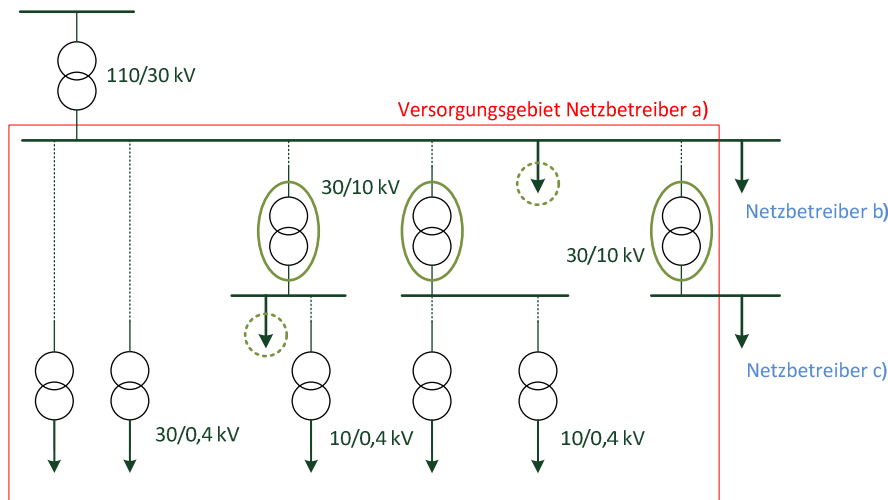 110/30 kV
Versorgungsgebiet Netzbetreiber a)
30/10 kV
Netzbetreiber b)
30/10 kV
Netzbetreiber c)
30/0,4 kV
10/0,4 kV
10/0,4 kV